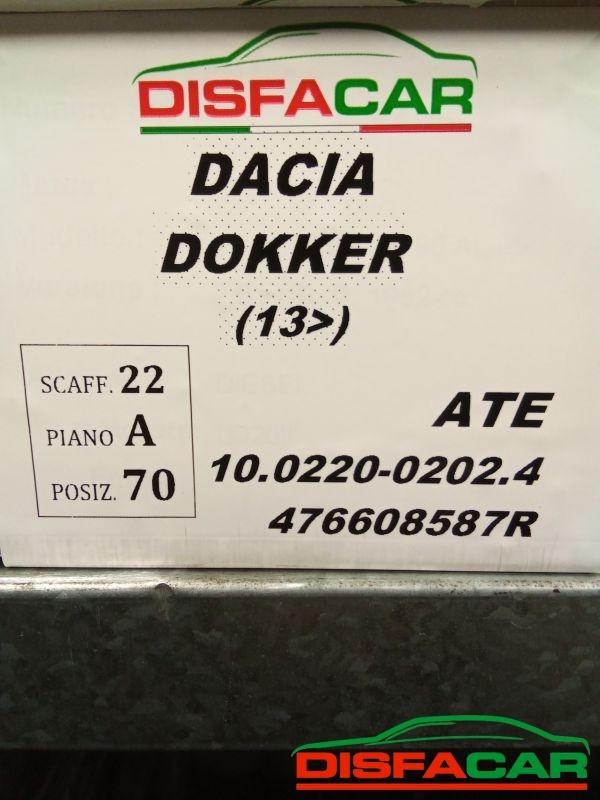 DISFACAR
DACIA
DOKKER
(13>)
SCAFF. 22
PIANO A
POSIZ. 70
ATE
10.0220-0202.4
476608587R
DISFACAR